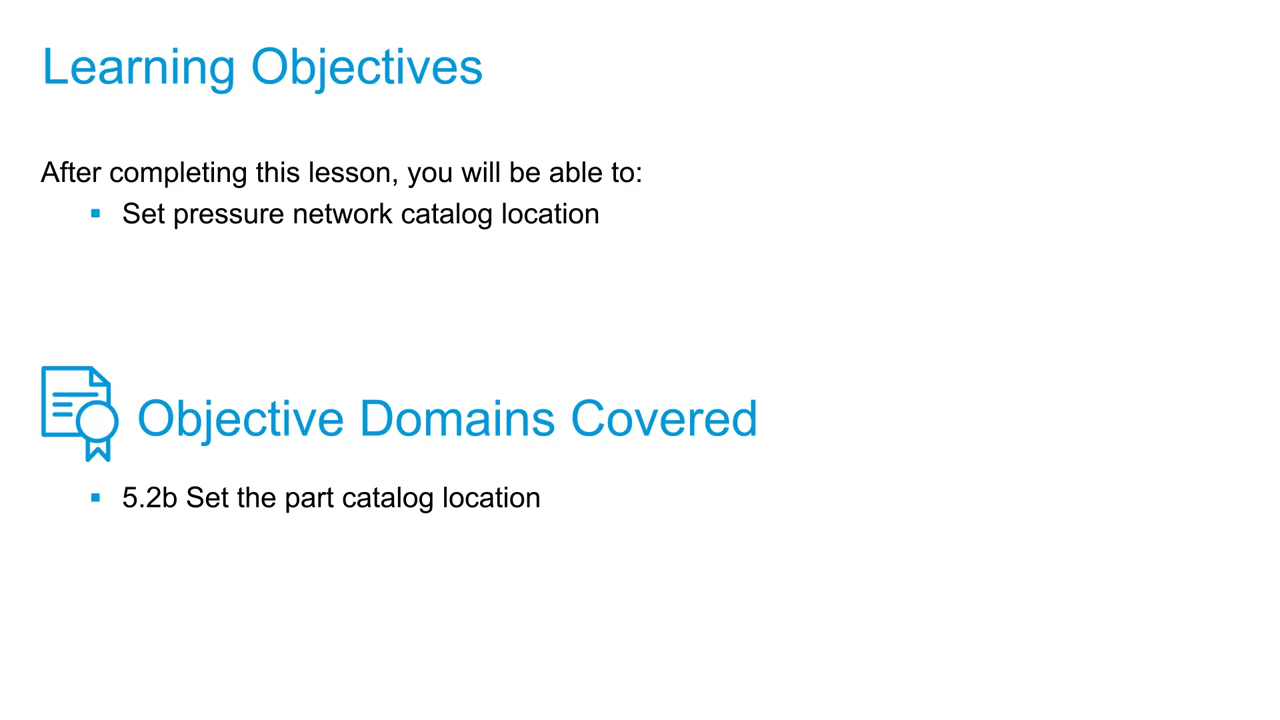 Learning Objectives
After completing this lesson, you will be able to:
▪ Set pressure network catalog location
Objective Domains Covered
▪ 5.2b Set the part catalog location